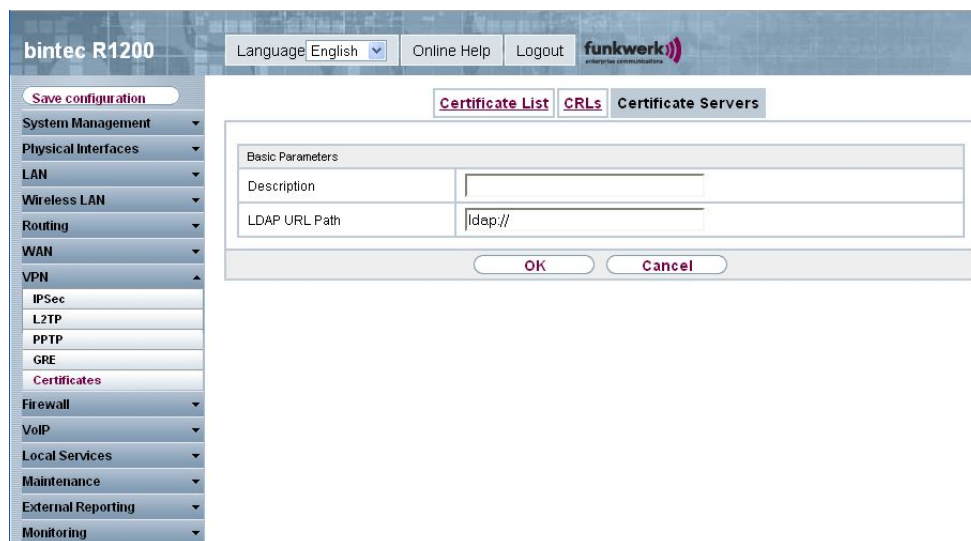 bintec R1200
Language English
Online Help
Logout
funkwerk
enterprise communications
Save configuration
System Management
Physical Interfaces
LAN
Wireless LAN
Routing
WAN
VPN
IPSec
L2TP
PPTP
GRE
Certificates
Firewall
VoIP
Local Services
Maintenance
External Reporting
Monitoring
Certificate List CRLs Certificate Servers
Basic Parameters
Description
LDAP URL Path ldap://
OK Cancel